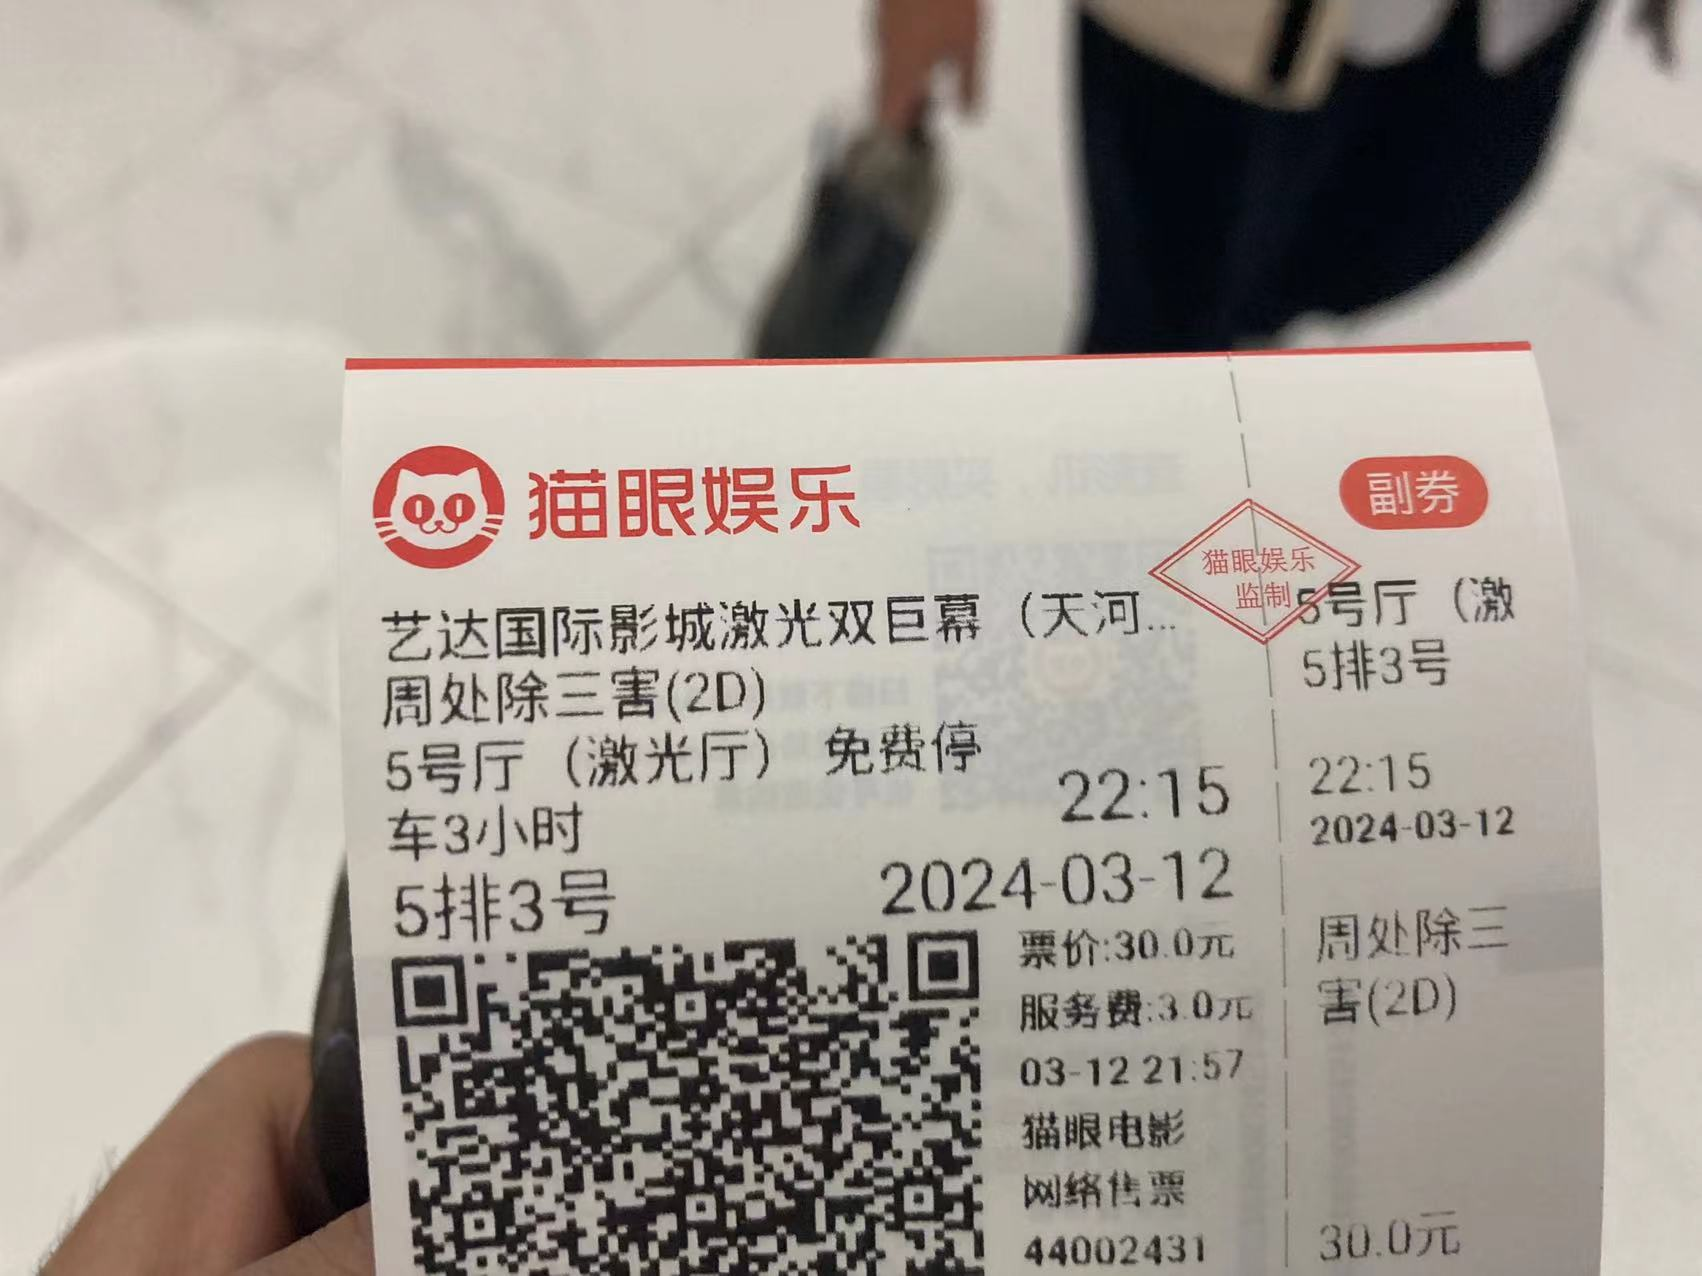 猫眼娱乐
副券
猫眼娱乐
监制
艺达国际影城激光双巨幕（天河...
周处除三害(2D)
5号厅（激光厅） 免费停
车3小时
22:15
5排3号
2024-03-12
票价:30.0元
服务费:3.0元
03-12 21:57
猫眼电影
网络售票
44002431
5号厅（激
5排3号
22:15
2024-03-12
周处除三
害(2D)
30.0元